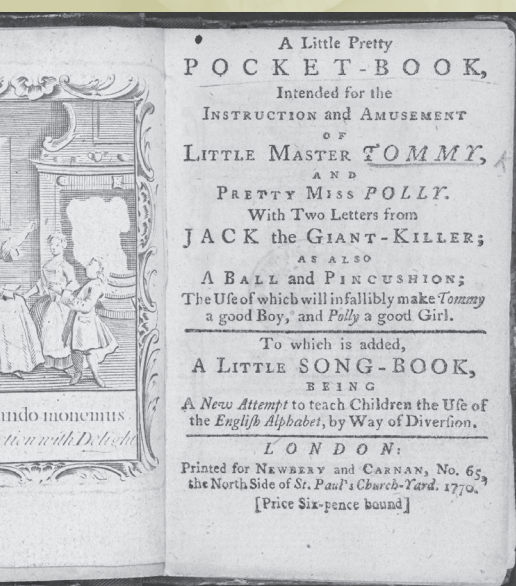 ndo monemus
tion with Delight
A Little Pretty
POCKET-BOOK,
Intended for the
INSTRUCTION and AMUSEMENT
OF
LITTLE MASTER TOMMY,
AND
PRETTY MISS POLLY.
With Two Letters from
JACK the GIANT-KILLER;
AS ALSO
A BALL and PINCUSHION;
The Uſe of which will infallibly make Tommy
a good Boy, and Polly a good Girl.
To which is added,
A LITTLE SONG-BOOK,
BEING
A New Attempt to teach Children the Uſe of
the Engliſh Alphabet, by Way of Diverſion.
LONDON:
Printed for NEWBERY and CARNAN, No. 65,
the North Side of St. Paul's Church-Yard. 1770.
[Price Six-pence bound]